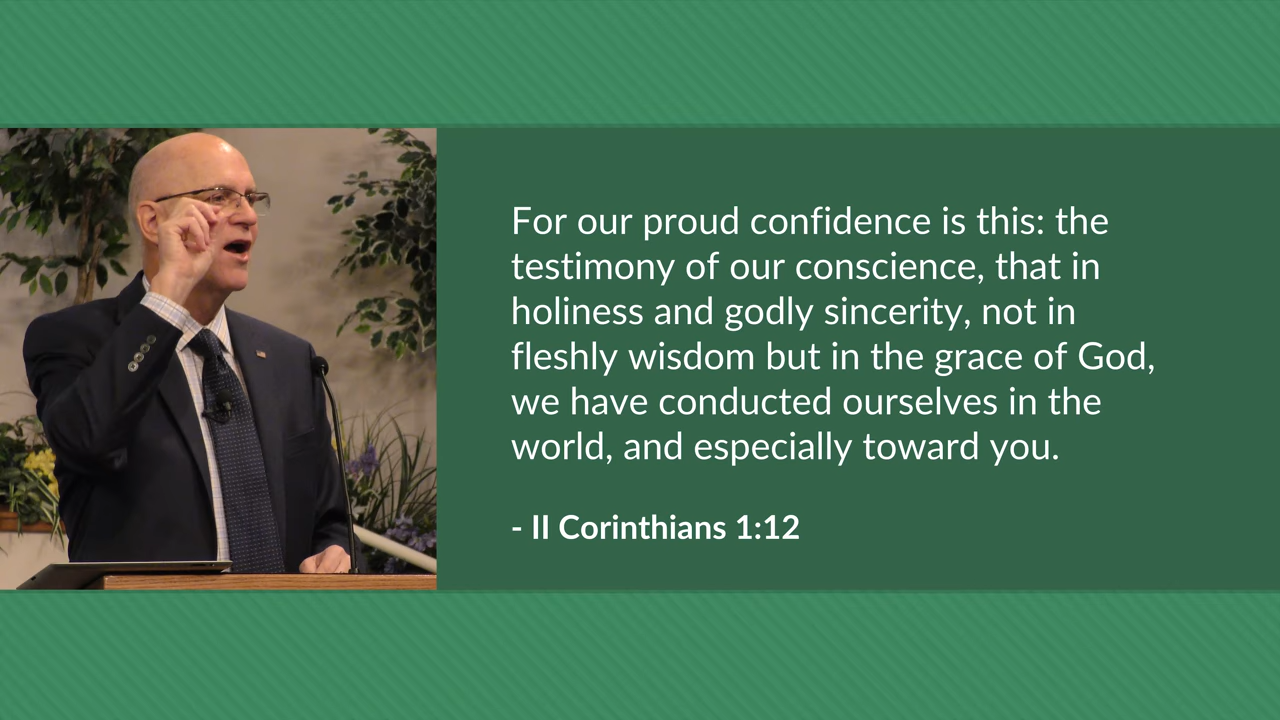 For our proud confidence is this: the
testimony of our conscience, that in
holiness and godly sincerity, not in
fleshly wisdom but in the grace of God,
we have conducted ourselves in the
world, and especially toward you.
- II Corinthians 1:12